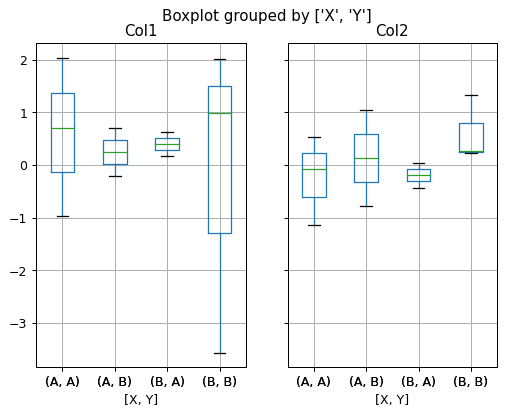 Boxplot grouped by ['X', 'Y']
Col1
Col2
2
1
0
−1
−2
−3
(A, A) (A, B) (B, A) (B, B)
(A, A) (A, B) (B, A) (B, B)
[X, Y]
[X, Y]